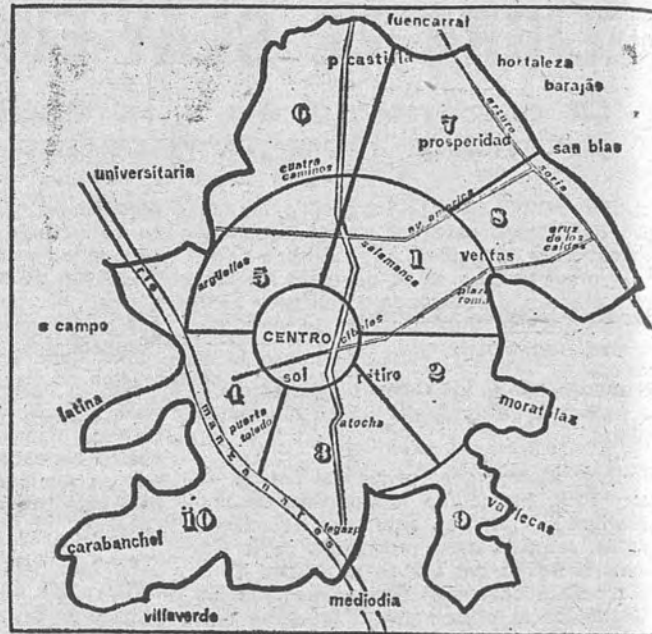 fuencarral
p castilla
hortaleza
barajas
6
7
prosperidad
arturo
soria
san blas
universitaria
cuatro
caminos
av america
8
cruz
de los
caidos
salamanca
1
ventas
argüelles
5
rio
plaza
roma
CENTRO
cibeles
c campo
sol
retiro
2
4
latina
puerta
toledo
atocha
moratalaz
3
manzanares
vallecas
9
10
legazpi
carabanchel
villaverde
mediodia